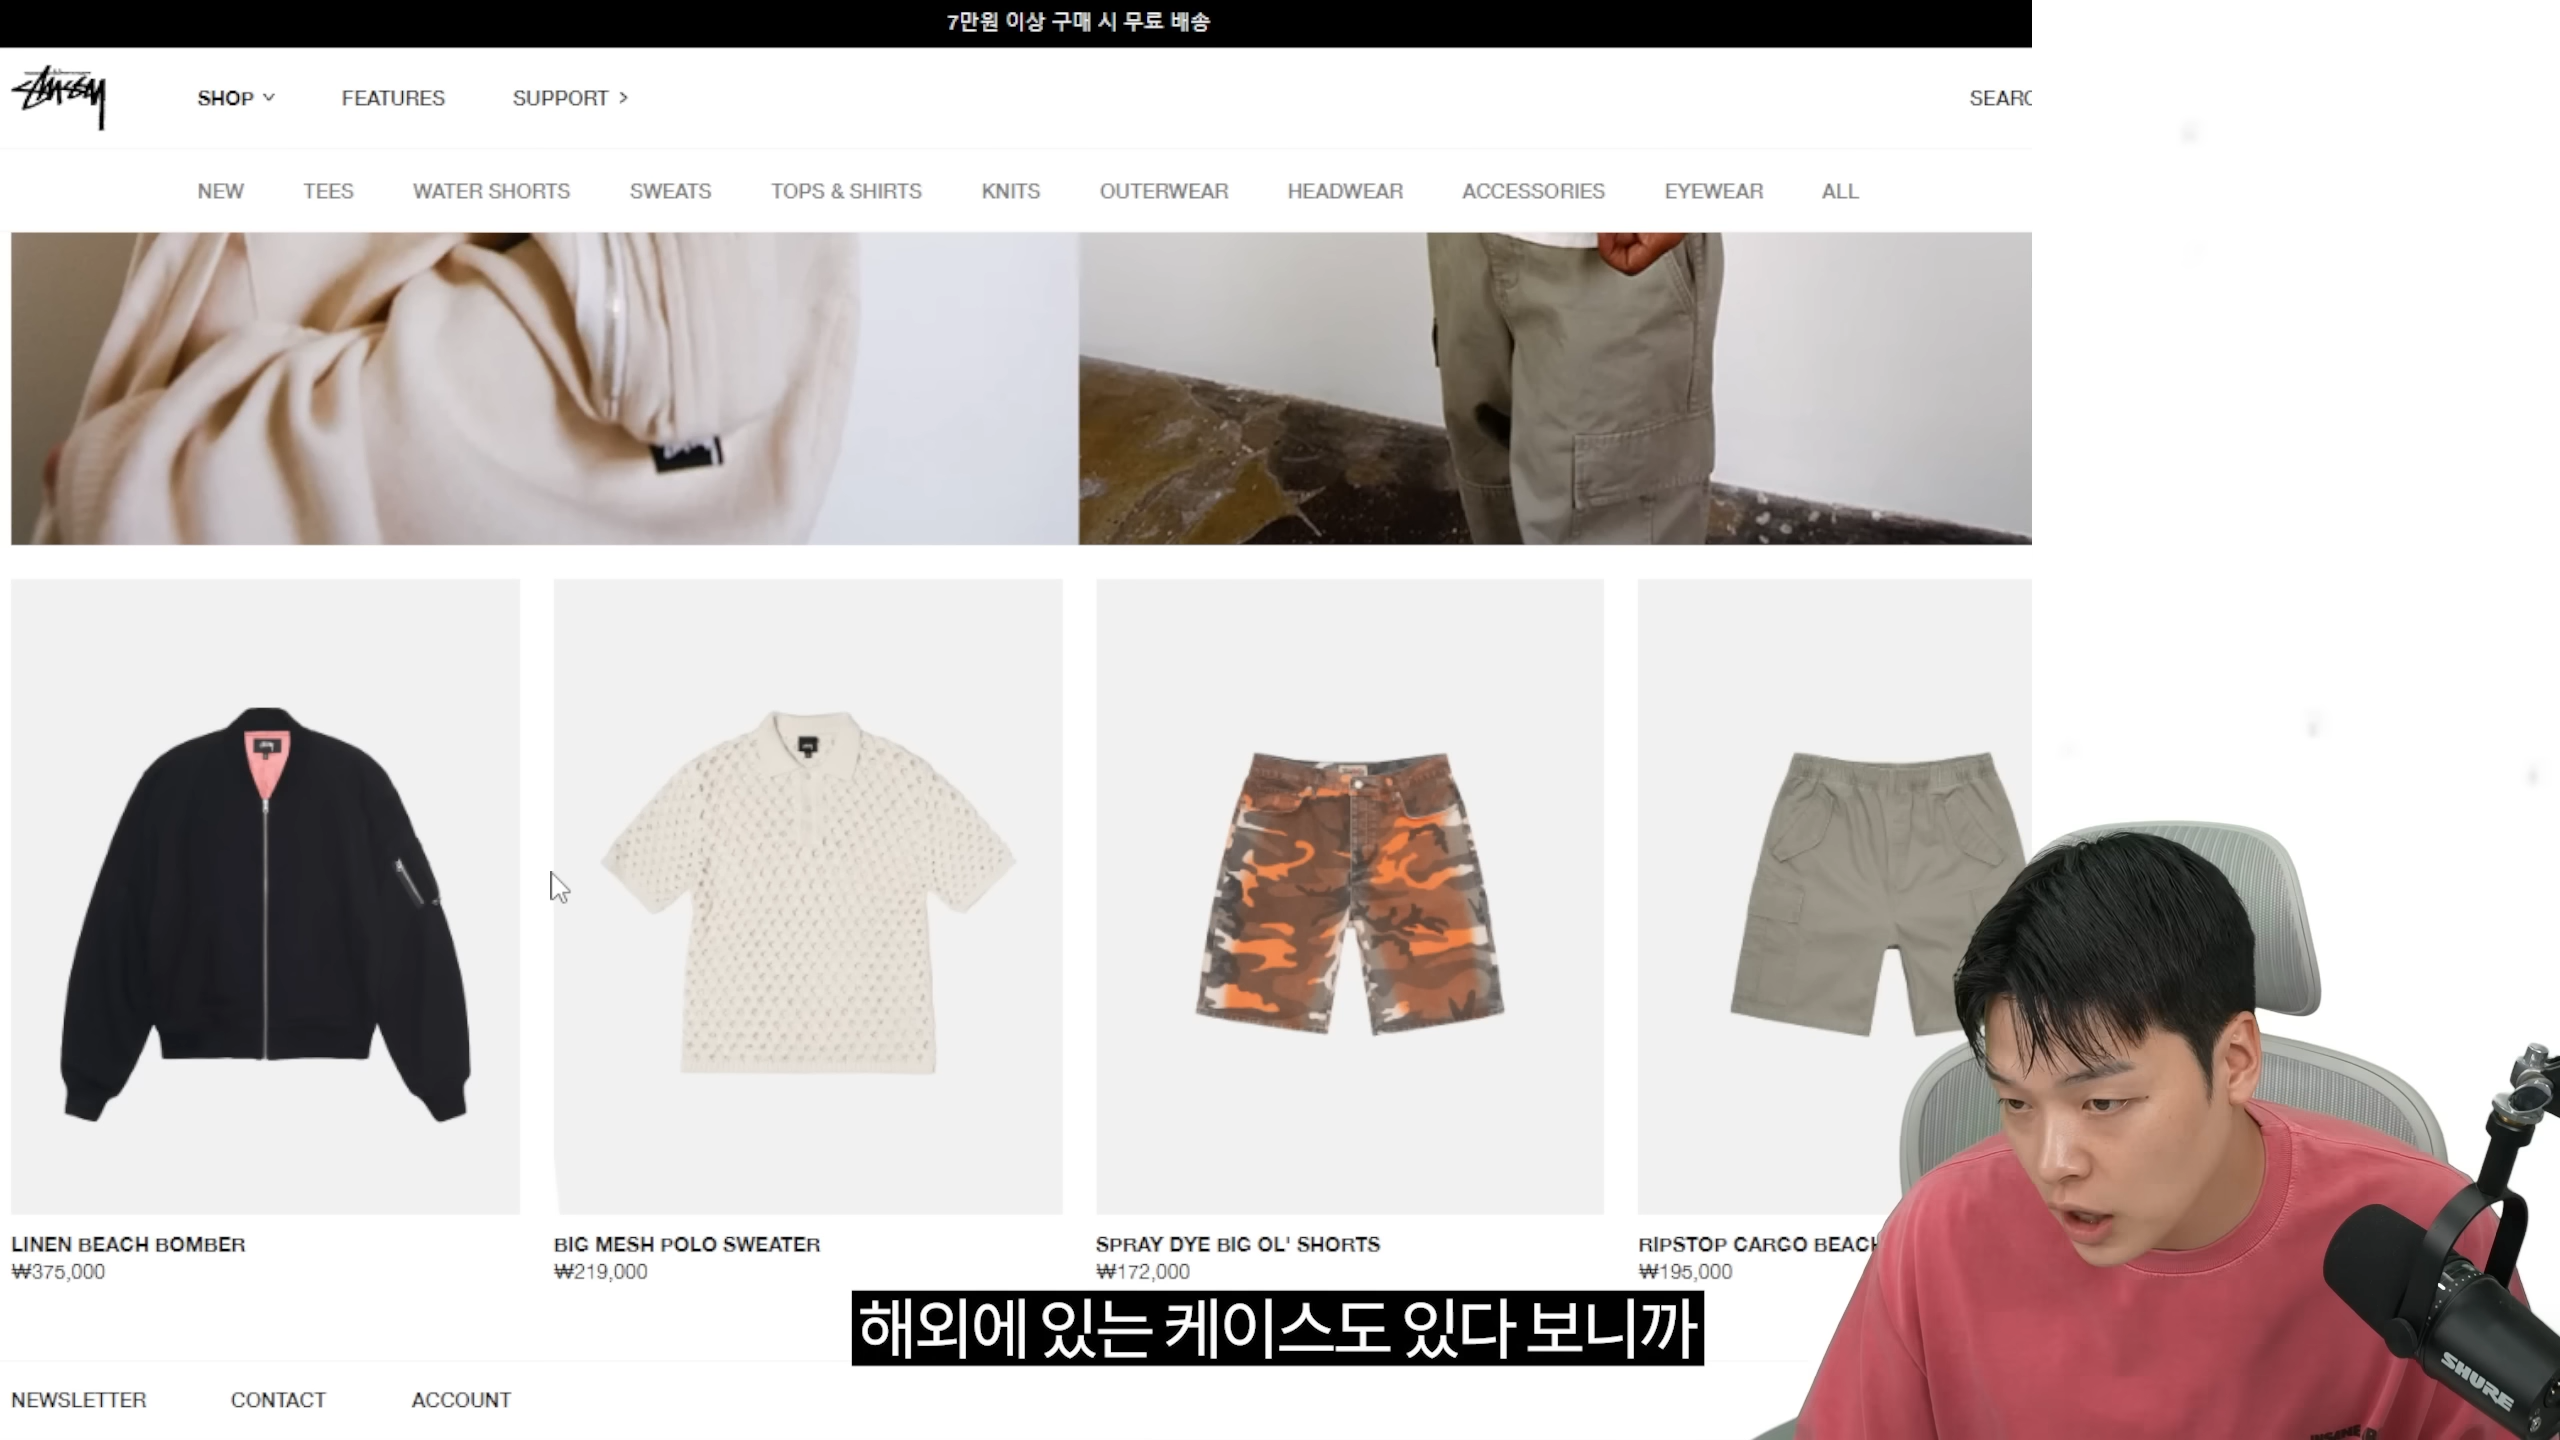 7만원 이상 구매 시 무료 배송
Stüssy
SHOP
FEATURES
SUPPORT >
SEARC
NEW
TEES
WATER SHORTS
SWEATS
TOPS & SHIRTS
KNITS
OUTERWEAR
HEADWEAR
ACCESSORIES
EYEWEAR
ALL
LINEN BEACH BOMBER
₩375,000
BIG MESH POLO SWEATER
₩219,000
SPRAY DYE BIG OL' SHORTS
₩172,000
RIPSTOP CARGO BEACH
₩195,000
해외에 있는 케이스도 있다 보니까
SHURE
NEWSLETTER
CONTACT
ACCOUNT